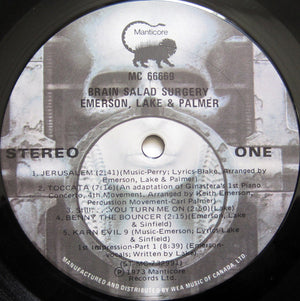 Manticore
MC 66669
BRAIN SALAD SURGERY
EMERSON, LAKE & PALMER
STEREO
ONE
1. JERUSALEM (2:41) (Music-Perry; Lyrics-Blake, Arranged by
Emerson, Lake & Palmer)
2. TOCCATA (7:16) (An adaptation of Ginastera's 1st Piano
Concerto, 4th Movement, Arranged by Keith Emerson,
Percussion Movement-Carl Palmer)
3. STILL... YOU TURN ME ON (2:50) (Lake)
4. BENNY THE BOUNCER (2:15) (Emerson, Lake
& Sinfield)
5. KARN EVIL 9 (Music-Emerson; Lyrics-Lake
& Sinfield)
1st Impression-Part 1 (8:39) (Emerson-
vocals: Written by Lake)
℗ 1973 Manticore
Records Ltd.
MANUFACTURED AND DISTRIBUTED BY WEA MUSIC OF CANADA, LTD.